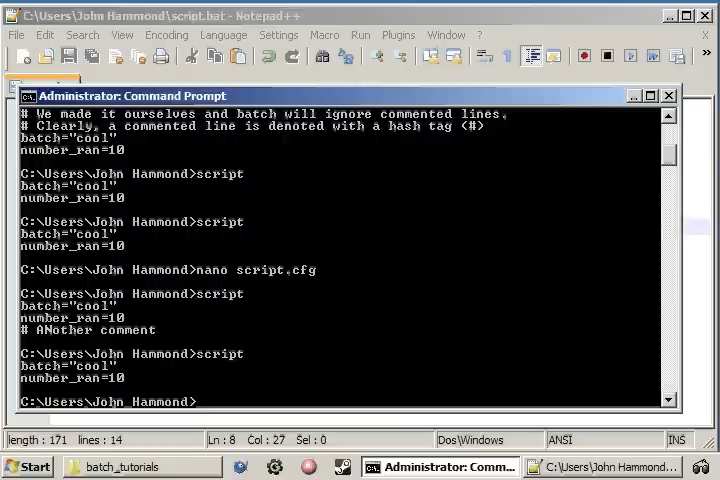 C:\Users\John Hammond\script.bat - Notepad++
File Edit Search View Encoding Language Settings Macro Run Plugins Window ? X
»
Administrator: Command Prompt
# We made it ourselves and batch will ignore commented lines.
# Clearly, a commented line is denoted with a hash tag (#)
batch="cool"
number_ran=10
C:\Users\John Hammond>script
batch="cool"
number_ran=10
C:\Users\John Hammond>script
batch="cool"
number_ran=10
C:\Users\John Hammond>nano script.cfg
C:\Users\John Hammond>script
batch="cool"
number_ran=10
# ANother comment
C:\Users\John Hammond>script
batch="cool"
number_ran=10
C:\Users\John Hammond>
length : 171 lines : 14 Ln : 8 Col : 27 Sel : 0 Dos\Windows ANSI INS
Start batch_tutorials Administrator: Comm... C:\Users\John Hammond...